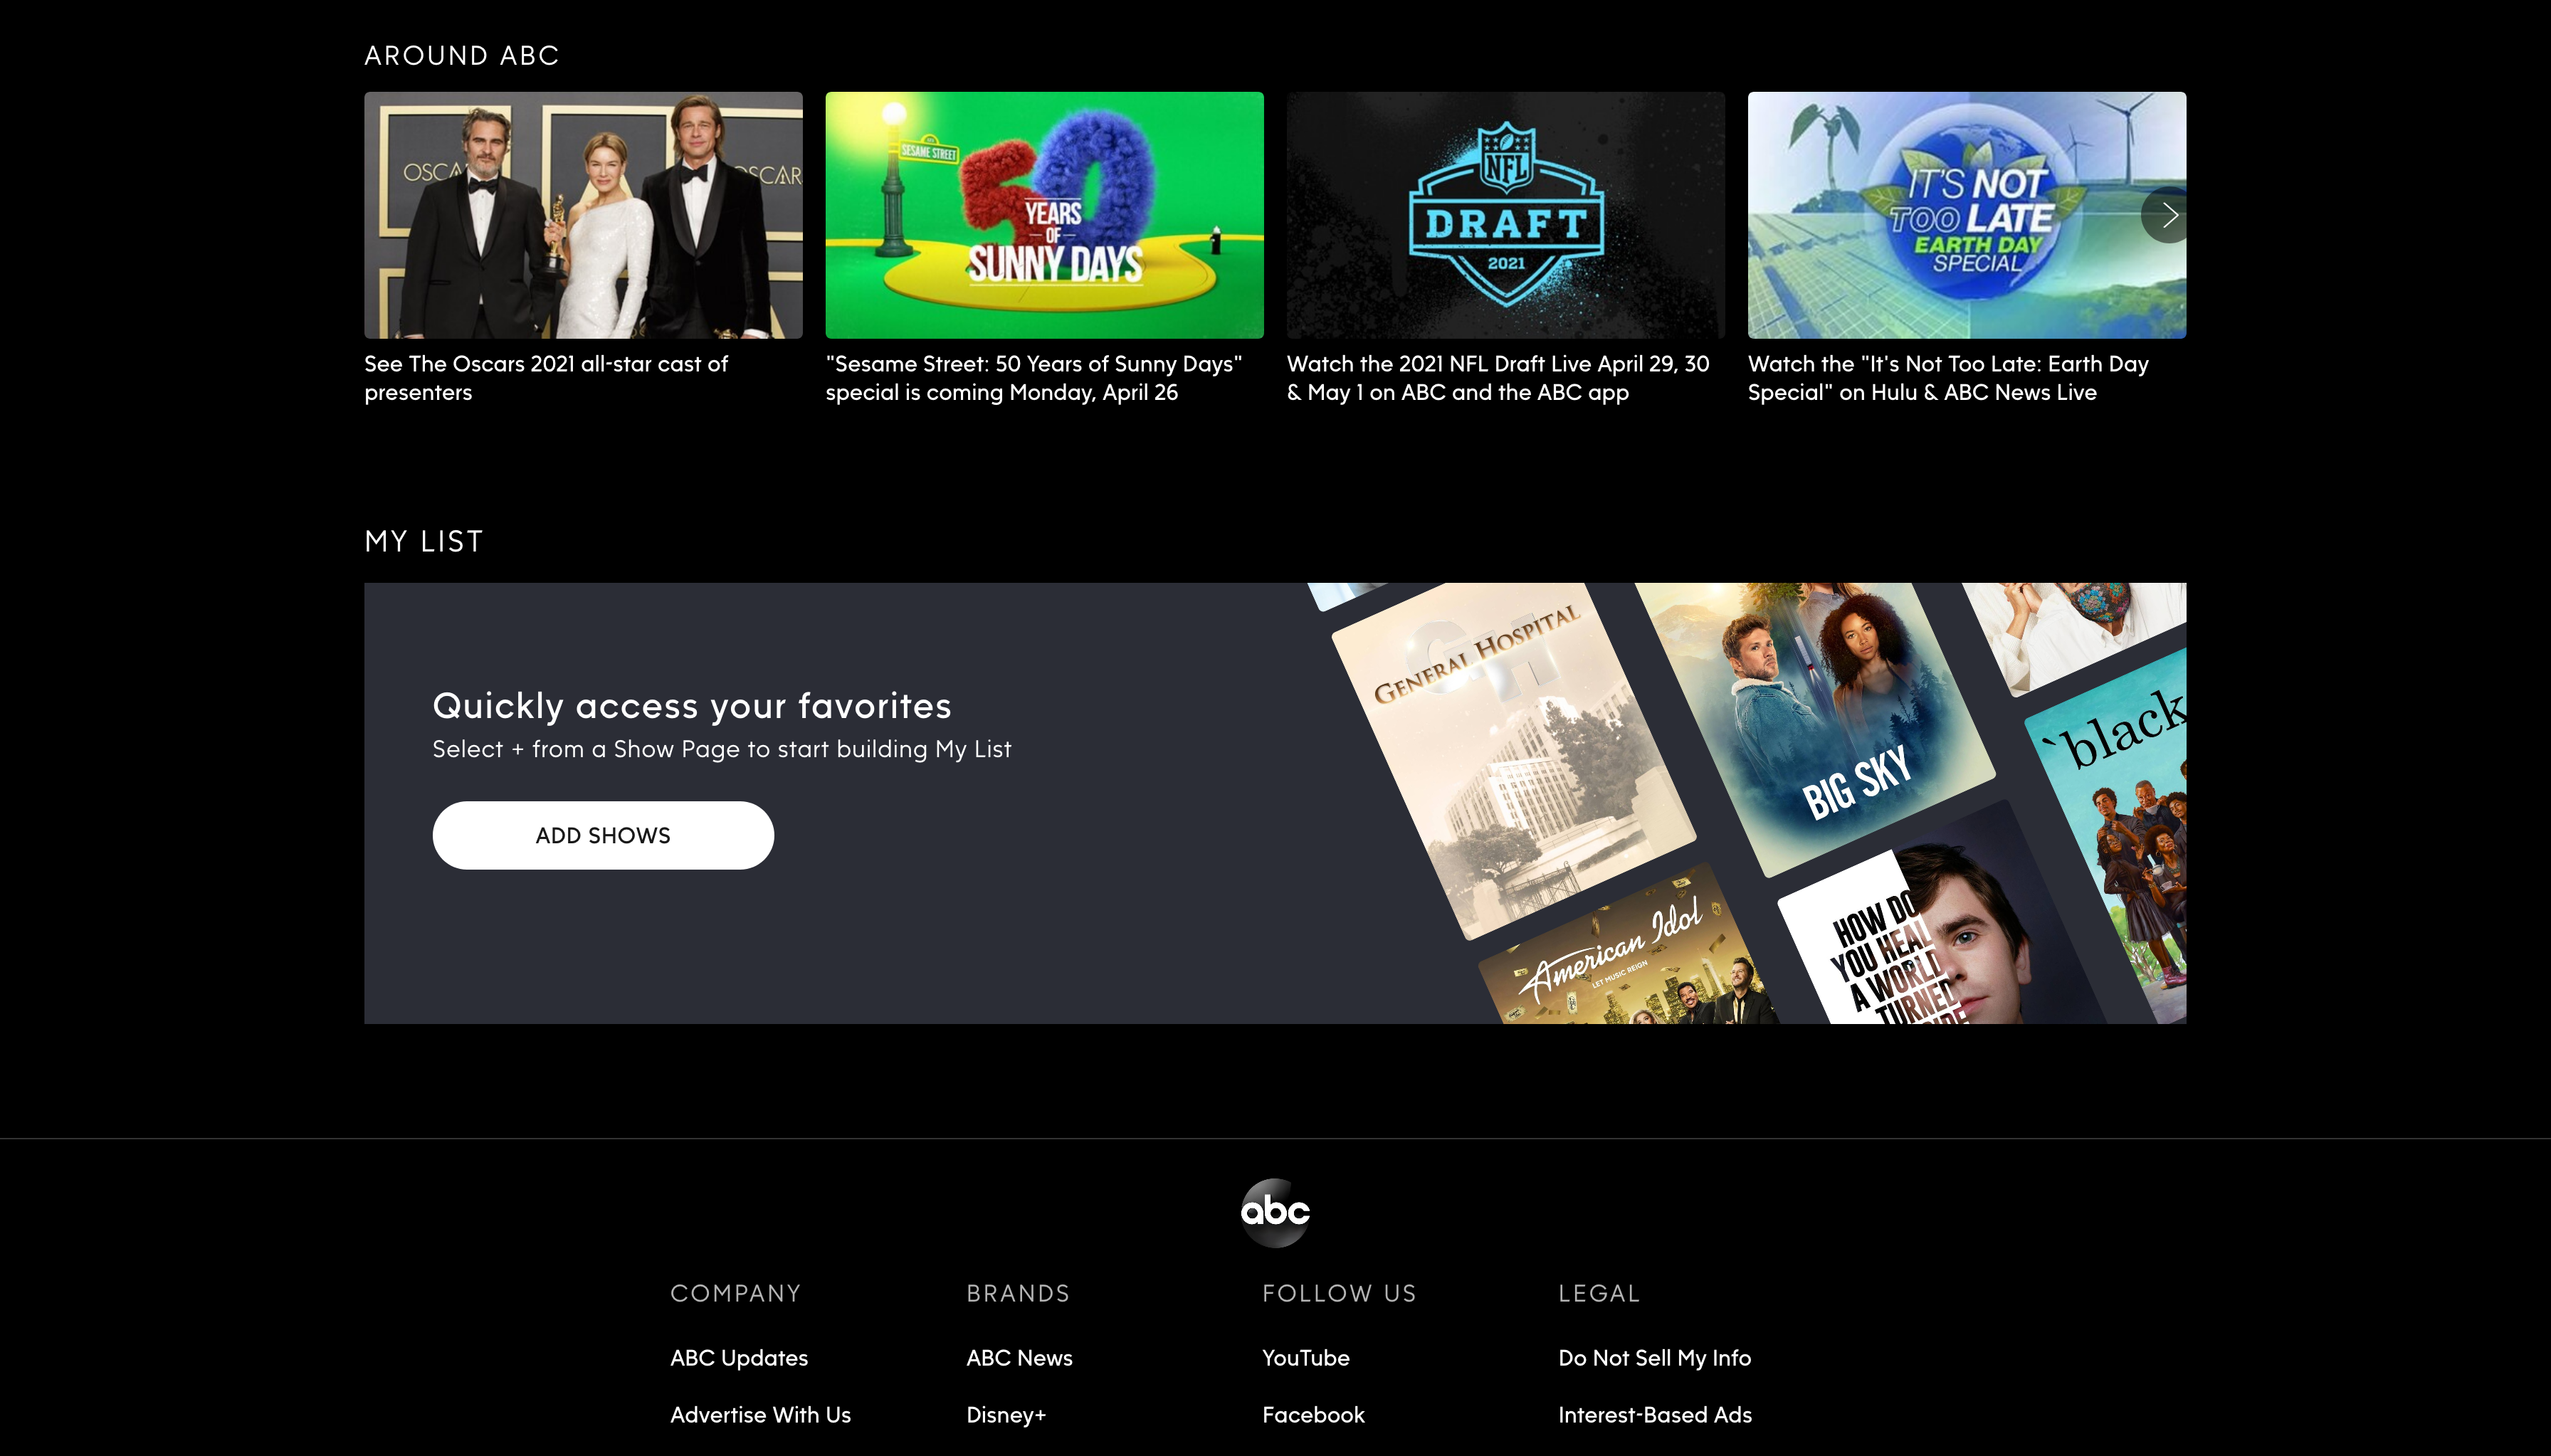 AROUND ABC
OSCA
OSCAR
SESAME STREET
50
YEARS
OF
SUNNY DAYS
NFL
DRAFT
2021
IT'S NOT
TOO LATE
EARTH DAY
SPECIAL
See The Oscars 2021 all-star cast of
presenters
"Sesame Street: 50 Years of Sunny Days"
special is coming Monday, April 26
Watch the 2021 NFL Draft Live April 29, 30
& May 1 on ABC and the ABC app
Watch the "It's Not Too Late: Earth Day
Special" on Hulu & ABC News Live
MY LIST
Quickly access your favorites
Select + from a Show Page to start building My List
ADD SHOWS
GH
GENERAL HOSPITAL
BIG SKY
`black
American Idol
LET MUSIC REIGN
HOW DO
YOU HEAL
A WORLD
TURNED
abc
COMPANY
BRANDS
FOLLOW US
LEGAL
ABC Updates
ABC News
YouTube
Do Not Sell My Info
Advertise With Us
Disney+
Facebook
Interest-Based Ads